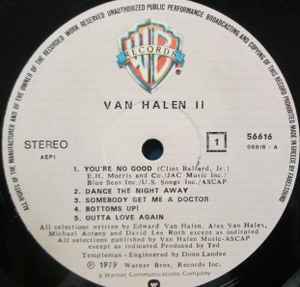 ALL RIGHTS OF THE MANUFACTURER AND OF THE OWNER OF THE RECORDED WORK RESERVED UNAUTHORIZED PUBLIC PERFORMANCE BROADCASTING AND COPYING OF THIS
WB
RECORDS
VAN HALEN II
STEREO
AEPI
1
56616
56616 - A
1. YOU'RE NO GOOD (Clint Ballard, Jr.)
E.H. Morris and Co./JAC Music Inc./
Blue Seas Inc./U.S. Songs Inc./ASCAP
2. DANCE THE NIGHT AWAY
3. SOMEBODY GET ME A DOCTOR
4. BOTTOMS UP!
5. OUTTA LOVE AGAIN
All selections written by Edward Van Halen, Alex Van Halen,
Michael Antony and David Lee Roth except as indicated
All selections published by Van Halen Music-ASCAP
except as indicated Produced by Ted
Templeman - Engineered by Donn Landee
℗ 1979 Warner Bros. Records Inc.
a Warner Communications Company